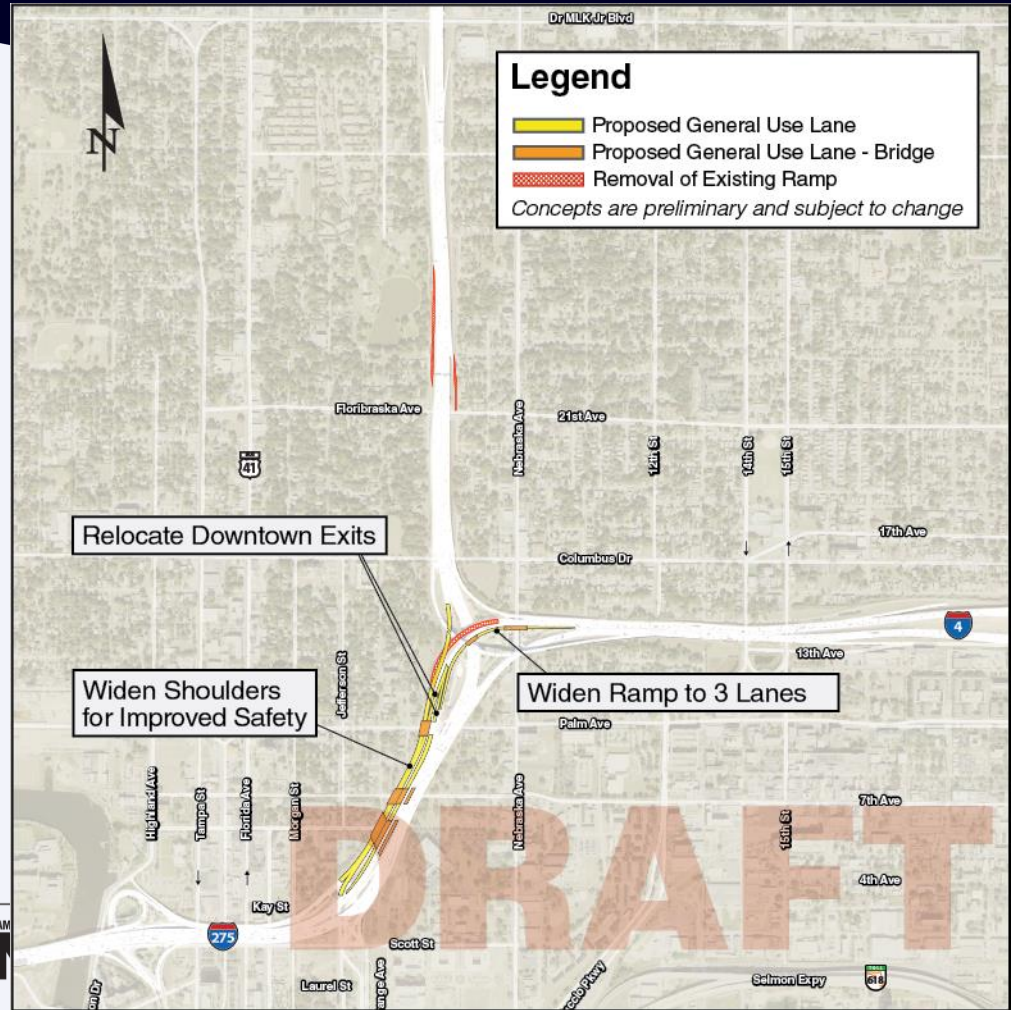 Dr MLK Jr Blvd
N
Legend
Proposed General Use Lane
Proposed General Use Lane - Bridge
Removal of Existing Ramp
Concepts are preliminary and subject to change
Floribraska Ave
21st Ave
Nebraska Ave
12th St
14th St
15th St
41
17th Ave
Relocate Downtown Exits
Columbus Dr
4
13th Ave
Jefferson St
Widen Shoulders
for Improved Safety
Widen Ramp to 3 Lanes
Palm Ave
Highland Ave
Tampa St
Florida Ave
Morgan St
Nebraska Ave
7th Ave
15th St
DRAFT
4th Ave
Kay St
275
Scott St
Laurel St
Selmon Expy
TOLL
618